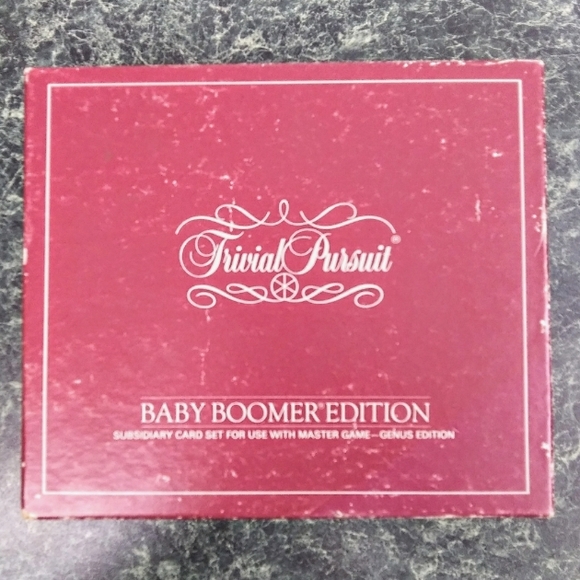 Trivial Pursuit®
BABY BOOMER EDITION
SUBSIDIARY CARD SET FOR USE WITH MASTER GAME—GENUS EDITION